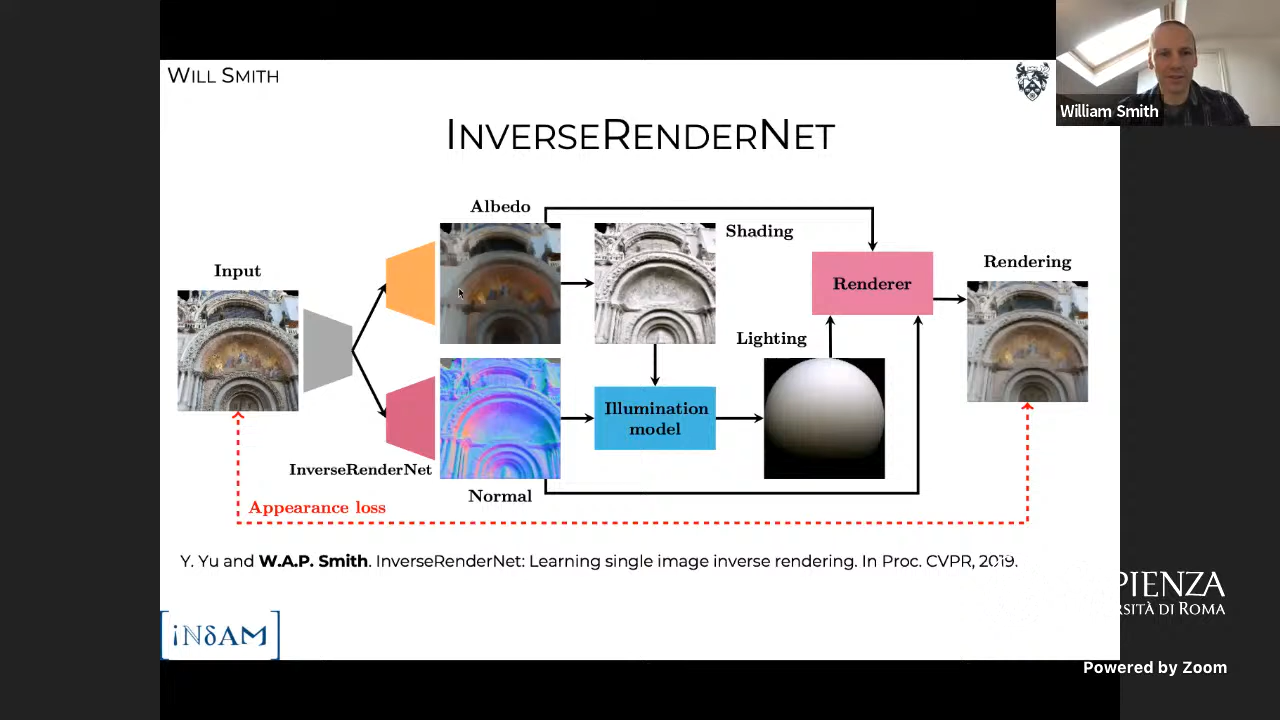 WILL SMITH
William Smith
INVERSERENDERNET
Albedo
Shading
Input
Renderer
Rendering
Lighting
Illumination
model
InverseRenderNet
Normal
Appearance loss
Y. Yu and W.A.P. Smith. InverseRenderNet: Learning single image inverse rendering. In Proc. CVPR, 2019.
PIENZA
RSITÀ DI ROMA
[iNδAM]
Powered by Zoom